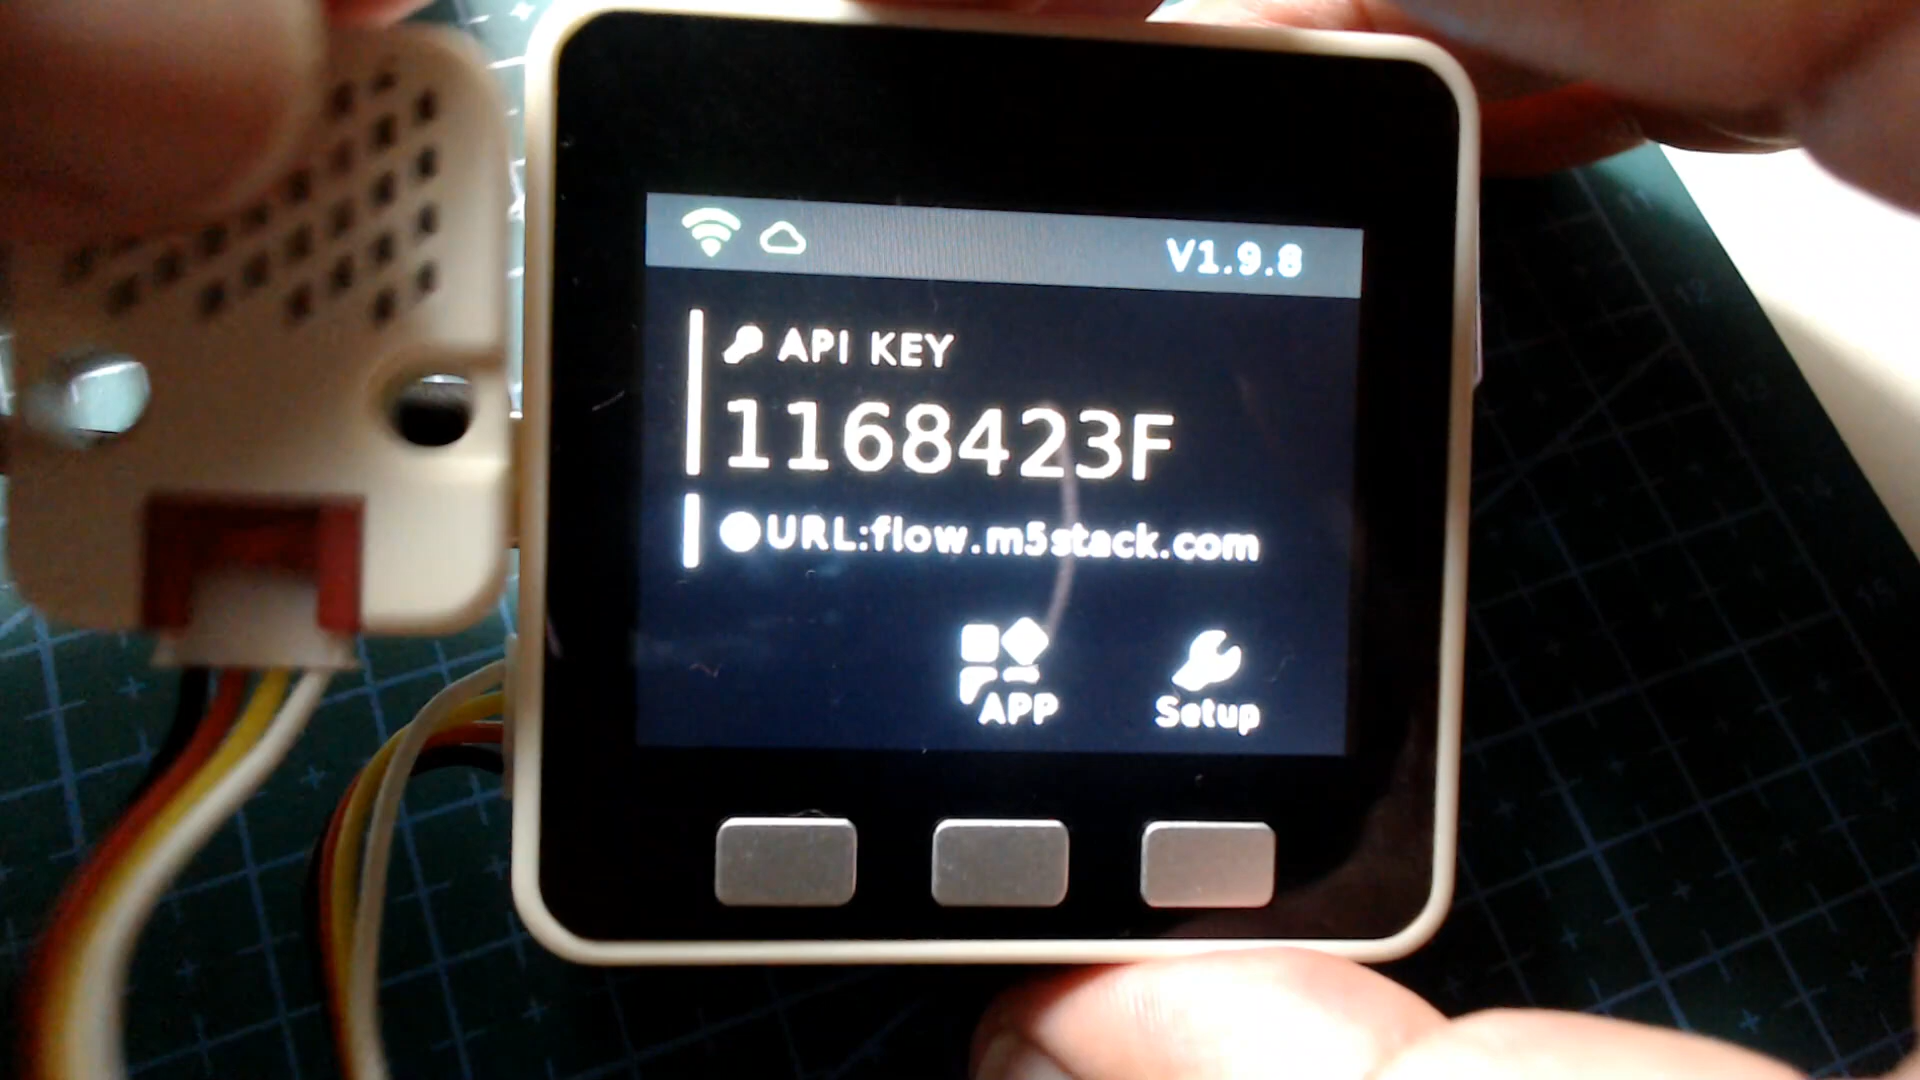 V1.9.8
API KEY
1168423F
URL:flow.m5stack.com
APP
Setup